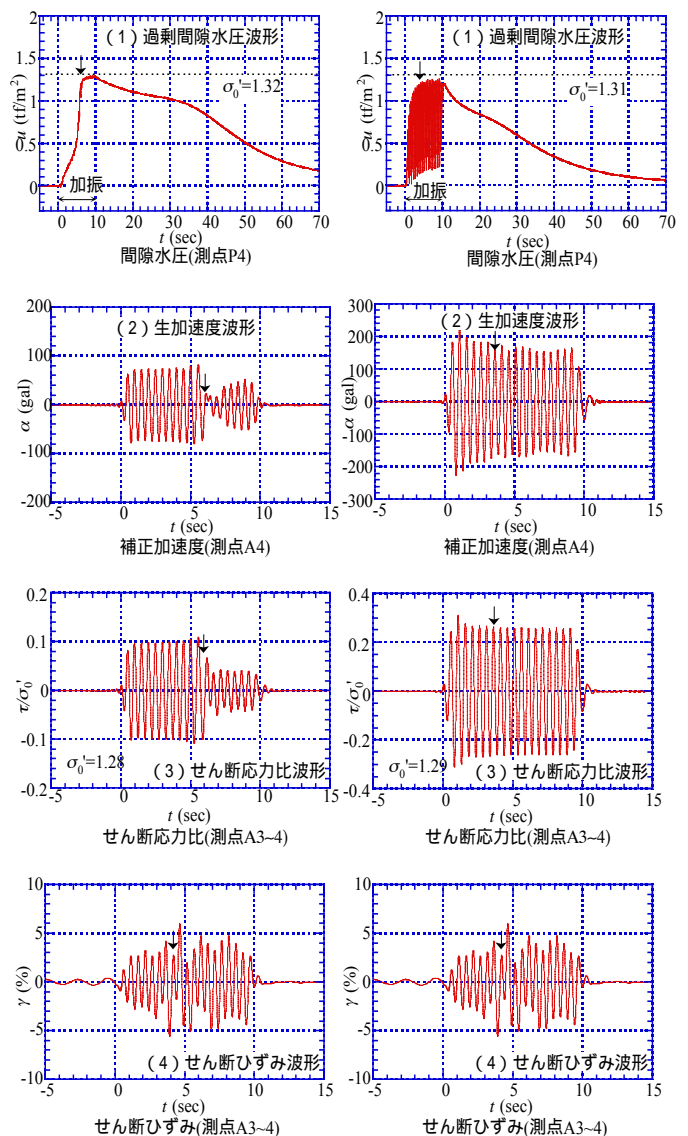 2
1.5
1
0.5
0
0 10 20 30 40 50 60 70
(1)過剰間隙水圧波形
σ0'=1.32
加振
u (tf/m²)
t (sec)
間隙水圧(測点P4)
2
1.5
1
0.5
0
0 10 20 30 40 50 60 70
(1)過剰間隙水圧波形
σ0'=1.31
加振
u (tf/m²)
t (sec)
間隙水圧(測点P4)
200
100
0
-100
-200
-5 0 5 10 15
(2)生加速度波形
α (gal)
t (sec)
補正加速度(測点A4)
300
200
100
0
-100
-200
-300
-5 0 5 10 15
(2)生加速度波形
α (gal)
t (sec)
補正加速度(測点A4)
0.2
0.1
0
-0.1
-0.2
-5 0 5 10 15
τ/σ0'
σ0'=1.28
(3)せん断応力比波形
t (sec)
せん断応力比(測点A3~4)
0.4
0.2
0
-0.2
-0.4
-5 0 5 10 15
τ/σ0'
σ0'=1.29
(3)せん断応力比波形
t (sec)
せん断応力比(測点A3~4)
10
5
0
-5
-10
-5 0 5 10 15
γ (%)
(4)せん断ひずみ波形
t (sec)
せん断ひずみ(測点A3~4)
10
5
0
-5
-10
-5 0 5 10 15
γ (%)
(4)せん断ひずみ波形
t (sec)
せん断ひずみ(測点A3~4)